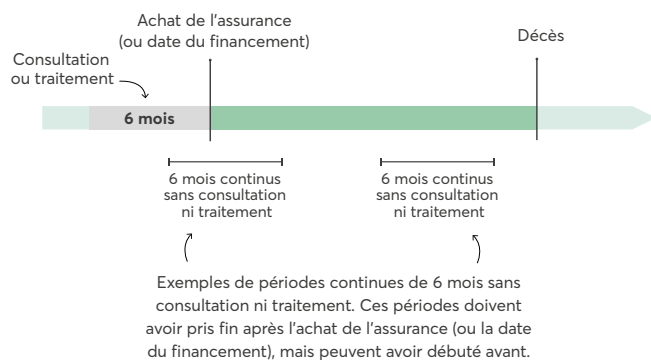 Achat de l'assurance
(ou date du financement)
Décès
Consultation
ou traitement
6 mois
6 mois continus
sans consultation
ni traitement
6 mois continus
sans consultation
ni traitement
Exemples de périodes continues de 6 mois sans
consultation ni traitement. Ces périodes doivent
avoir pris fin après l'achat de l'assurance (ou la date
du financement), mais peuvent avoir débuté avant.